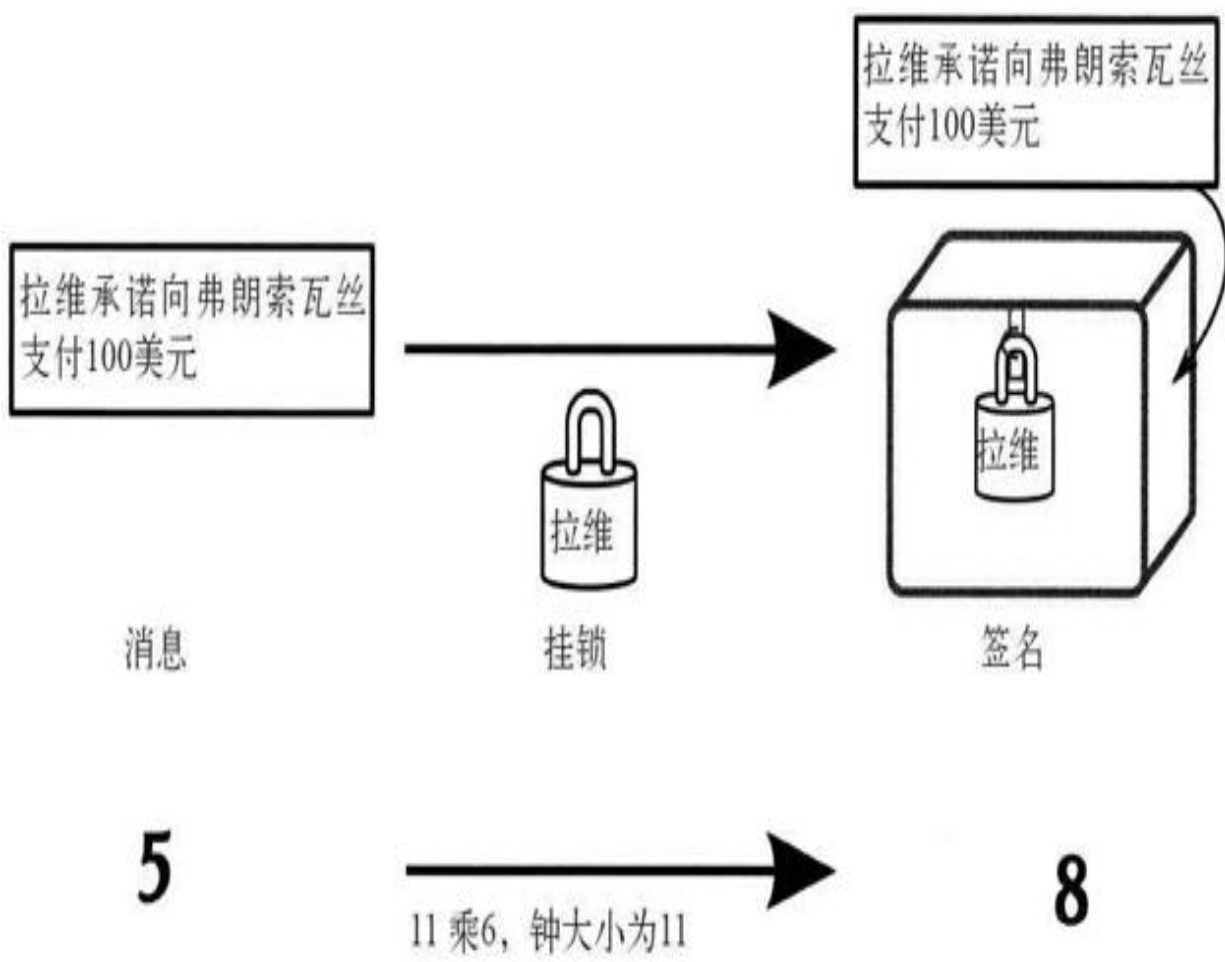 拉维承诺向弗朗索瓦丝
支付100美元
拉维承诺向弗朗索瓦丝
支付100美元
拉维
拉维
消息
挂锁
签名
5
8
11 乘6，钟大小为11